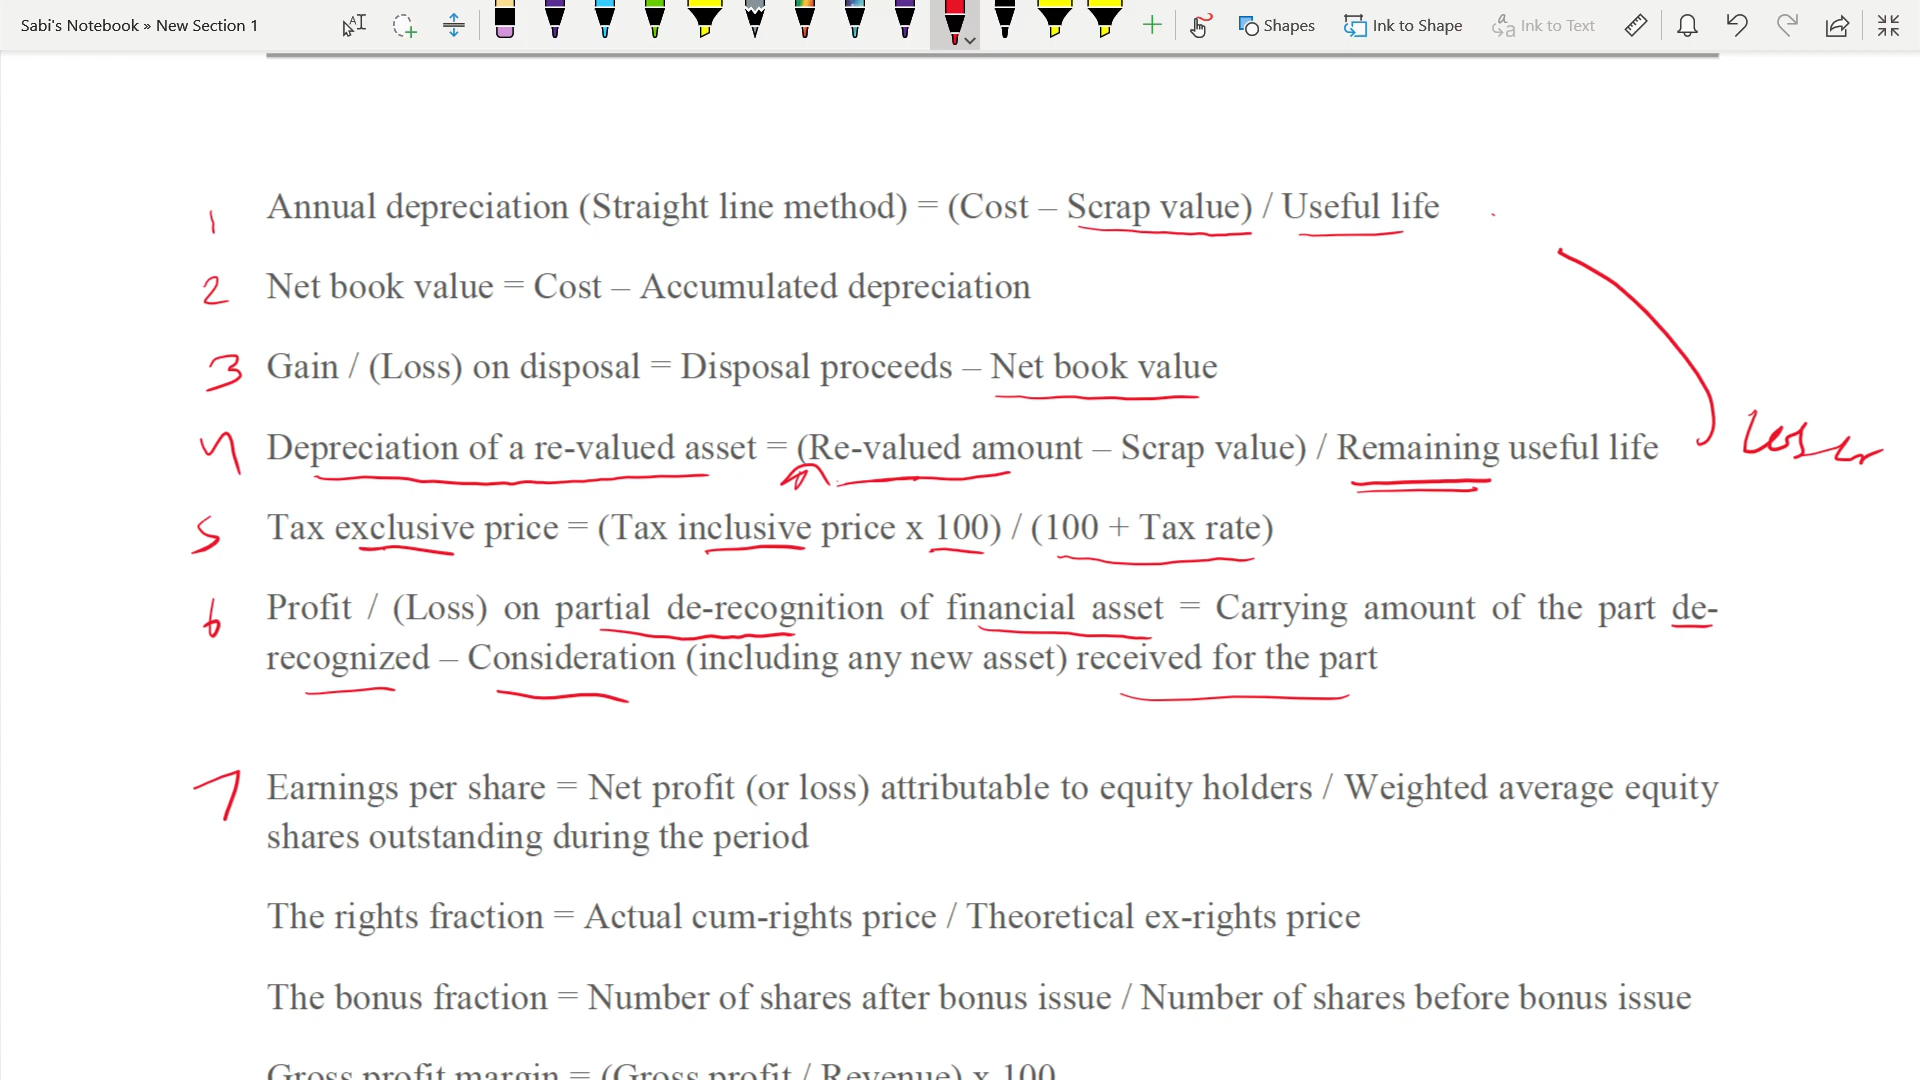 Sabi's Notebook » New Section 1
Shapes
Ink to Shape
Ink to Text
1 Annual depreciation (Straight line method) = (Cost – Scrap value) / Useful life
2 Net book value = Cost – Accumulated depreciation
3 Gain / (Loss) on disposal = Disposal proceeds – Net book value
4 Depreciation of a re-valued asset = (Re-valued amount – Scrap value) / Remaining useful life
5 Tax exclusive price = (Tax inclusive price x 100) / (100 + Tax rate)
6 Profit / (Loss) on partial de-recognition of financial asset = Carrying amount of the part de-
recognized – Consideration (including any new asset) received for the part
7 Earnings per share = Net profit (or loss) attributable to equity holders / Weighted average equity
shares outstanding during the period
The rights fraction = Actual cum-rights price / Theoretical ex-rights price
The bonus fraction = Number of shares after bonus issue / Number of shares before bonus issue
Gross profit margin = (Gross profit / Revenue) x 100